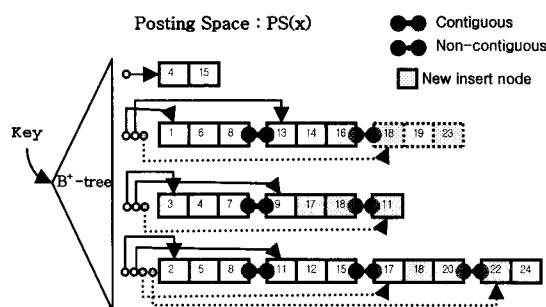 Posting Space : PS(x)
Contiguous
Non-contiguous
New insert node
4 15
1 6 8 13 14 16 18 19 23
Key
B+-tree
3 4 7 9 17 18 11
2 5 8 11 12 15 17 18 20 22 24